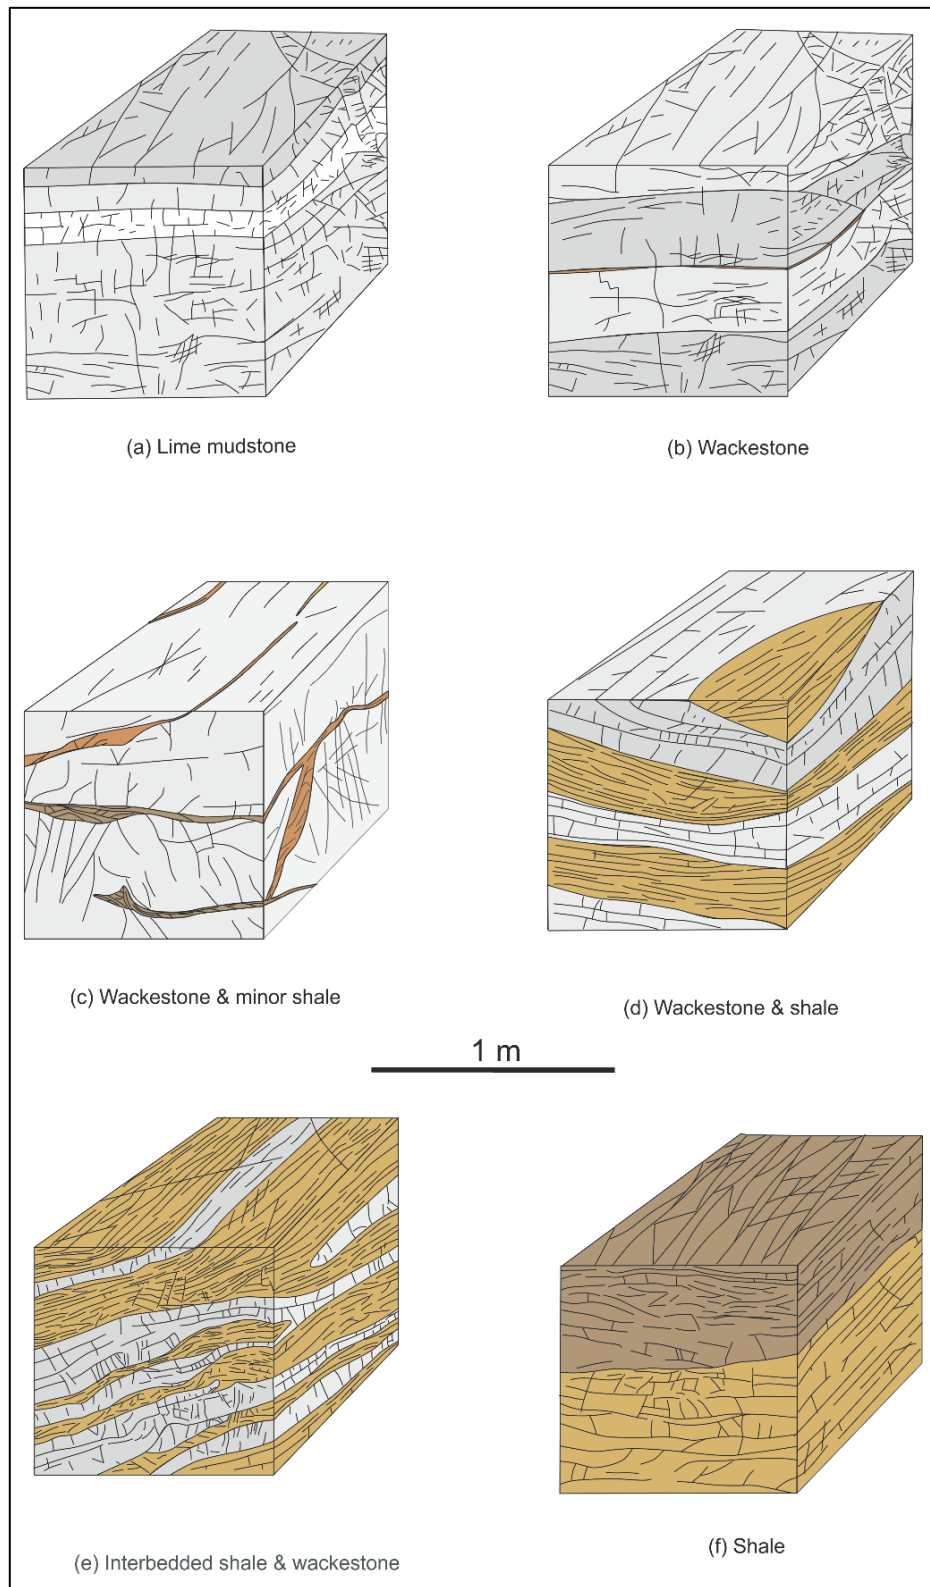 (a) Lime mudstone
(b) Wackestone
(c) Wackestone & minor shale
(d) Wackestone & shale
1 m
(e) Interbedded shale & wackestone
(f) Shale